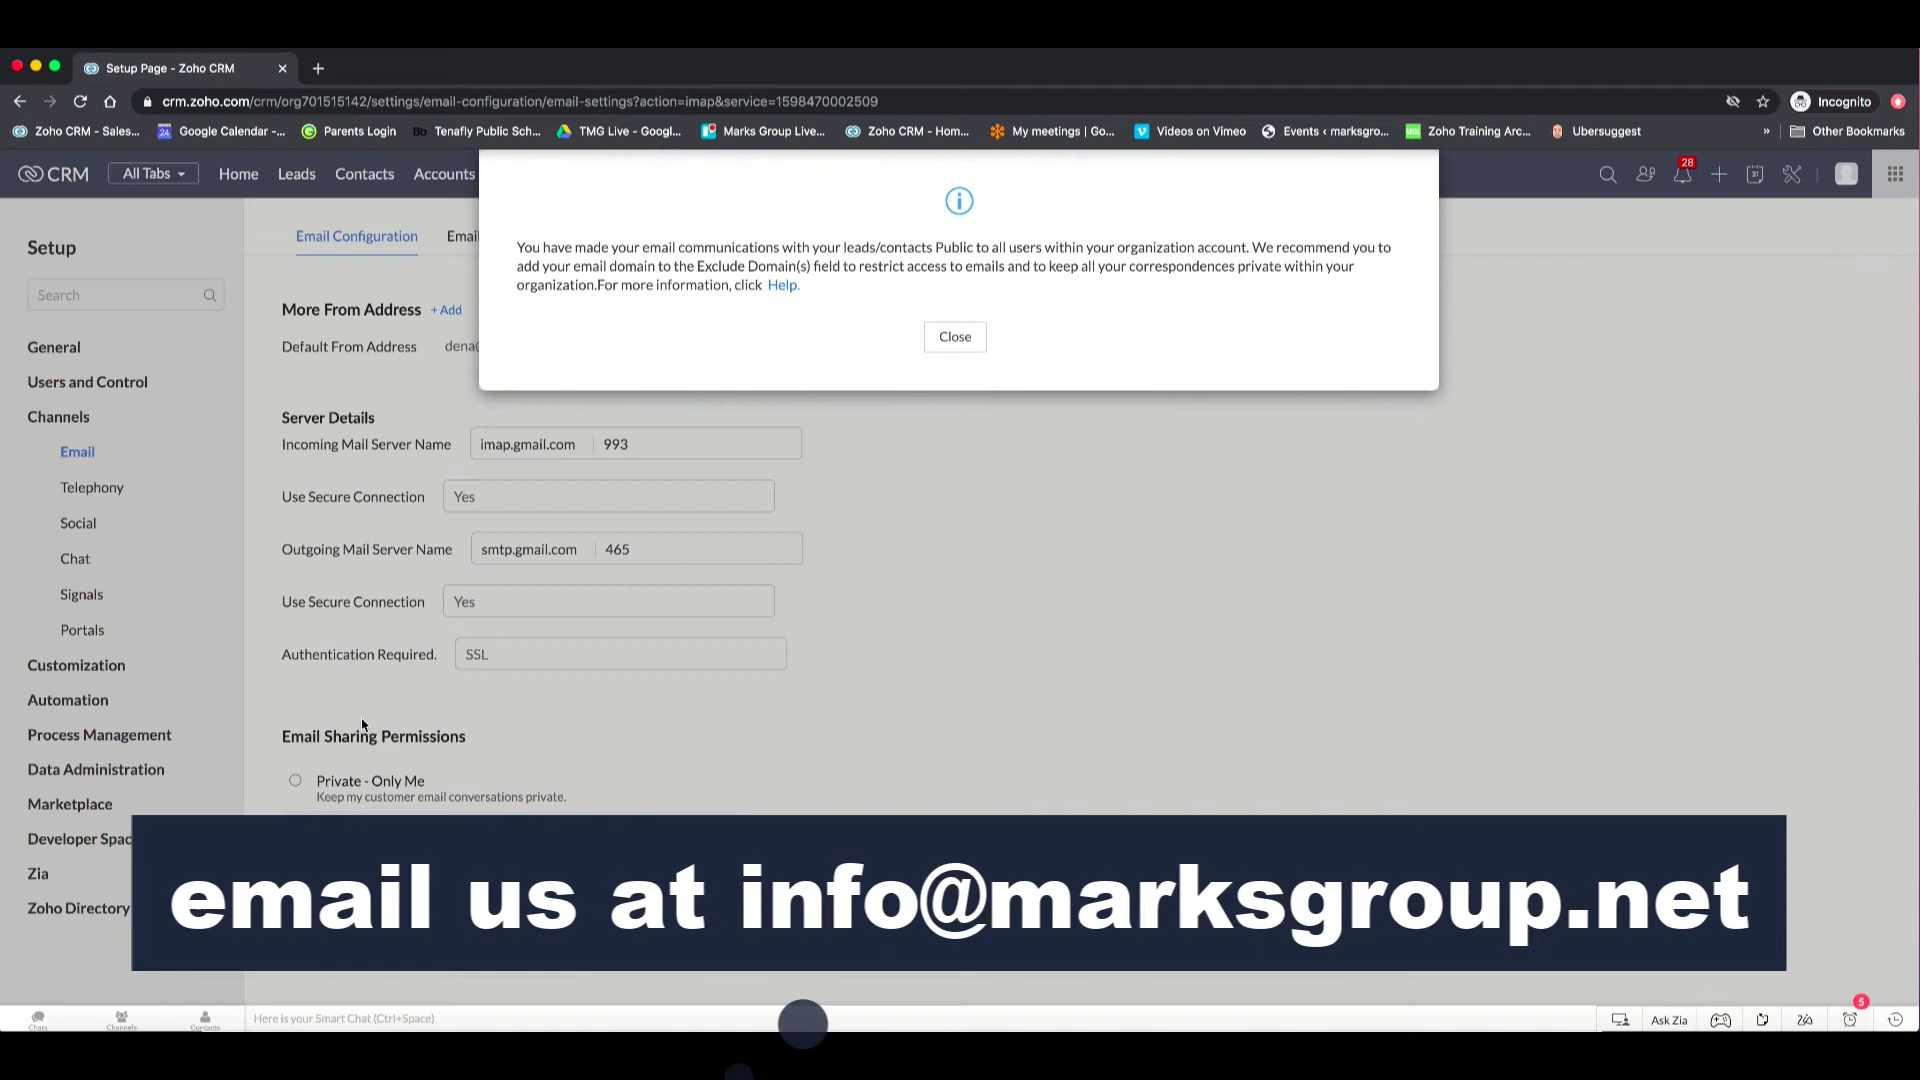 Setup Page - Zoho CRM
crm.zoho.com/crm/org701515142/settings/email-configuration/email-settings?action=imap&service=1598470002509
Incognito
Zoho CRM - Sales...
24
Google Calendar -...
Parents Login
Bb
Tenafly Public Sch...
TMG Live - Googl...
Marks Group Live...
Zoho CRM - Hom...
My meetings | Go...
Videos on Vimeo
Events ‹ marksgro...
Zoho Training Arc...
Ubersuggest
»
Other Bookmarks
CRM
All Tabs
Home
Leads
Contacts
Accounts
28
Setup
Search
General
Users and Control
Channels
Email
Telephony
Social
Chat
Signals
Portals
Customization
Automation
Process Management
Data Administration
Marketplace
Developer Spac
Zia
Zoho Directory
Email Configuration
Email
You have made your email communications with your leads/contacts Public to all users within your organization account. We recommend you to
add your email domain to the Exclude Domain(s) field to restrict access to emails and to keep all your correspondences private within your
organization.For more information, click Help.
Close
More From Address + Add
Default From Address dena@
Server Details
Incoming Mail Server Name imap.gmail.com 993
Use Secure Connection Yes
Outgoing Mail Server Name smtp.gmail.com 465
Use Secure Connection Yes
Authentication Required. SSL
Email Sharing Permissions
Private - Only Me
Keep my customer email conversations private.
email us at info@marksgroup.net
Chats
Channels
Contacts
Here is your Smart Chat (Ctrl+Space)
Ask Zia
5